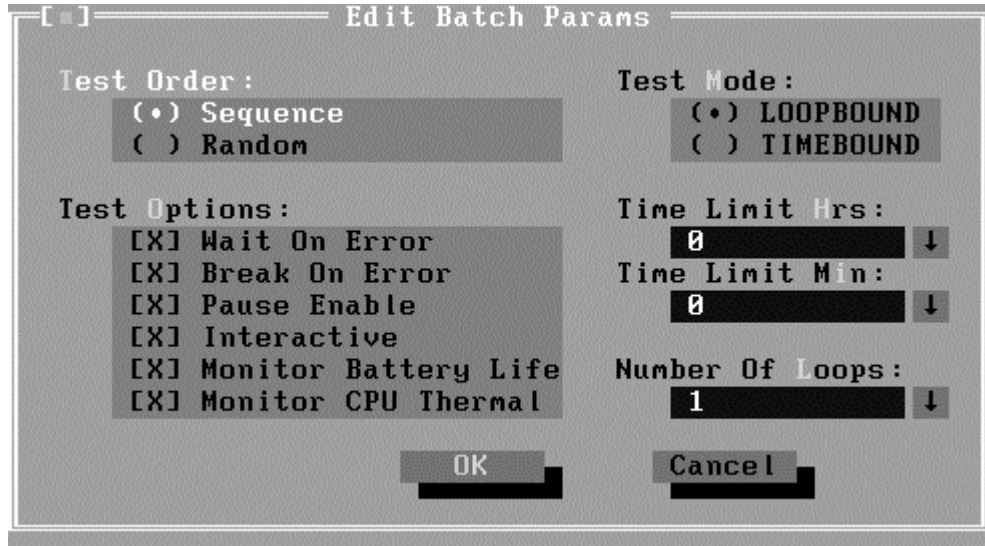 [■] Edit Batch Params
Test Order:
(•) Sequence
( ) Random
Test Mode:
(•) LOOPBOUND
( ) TIMEBOUND
Test Options:
[X] Wait On Error
[X] Break On Error
[X] Pause Enable
[X] Interactive
[X] Monitor Battery Life
[X] Monitor CPU Thermal
Time Limit Hrs:
0 ↓
Time Limit Min:
0 ↓
Number Of Loops:
1 ↓
OK Cancel